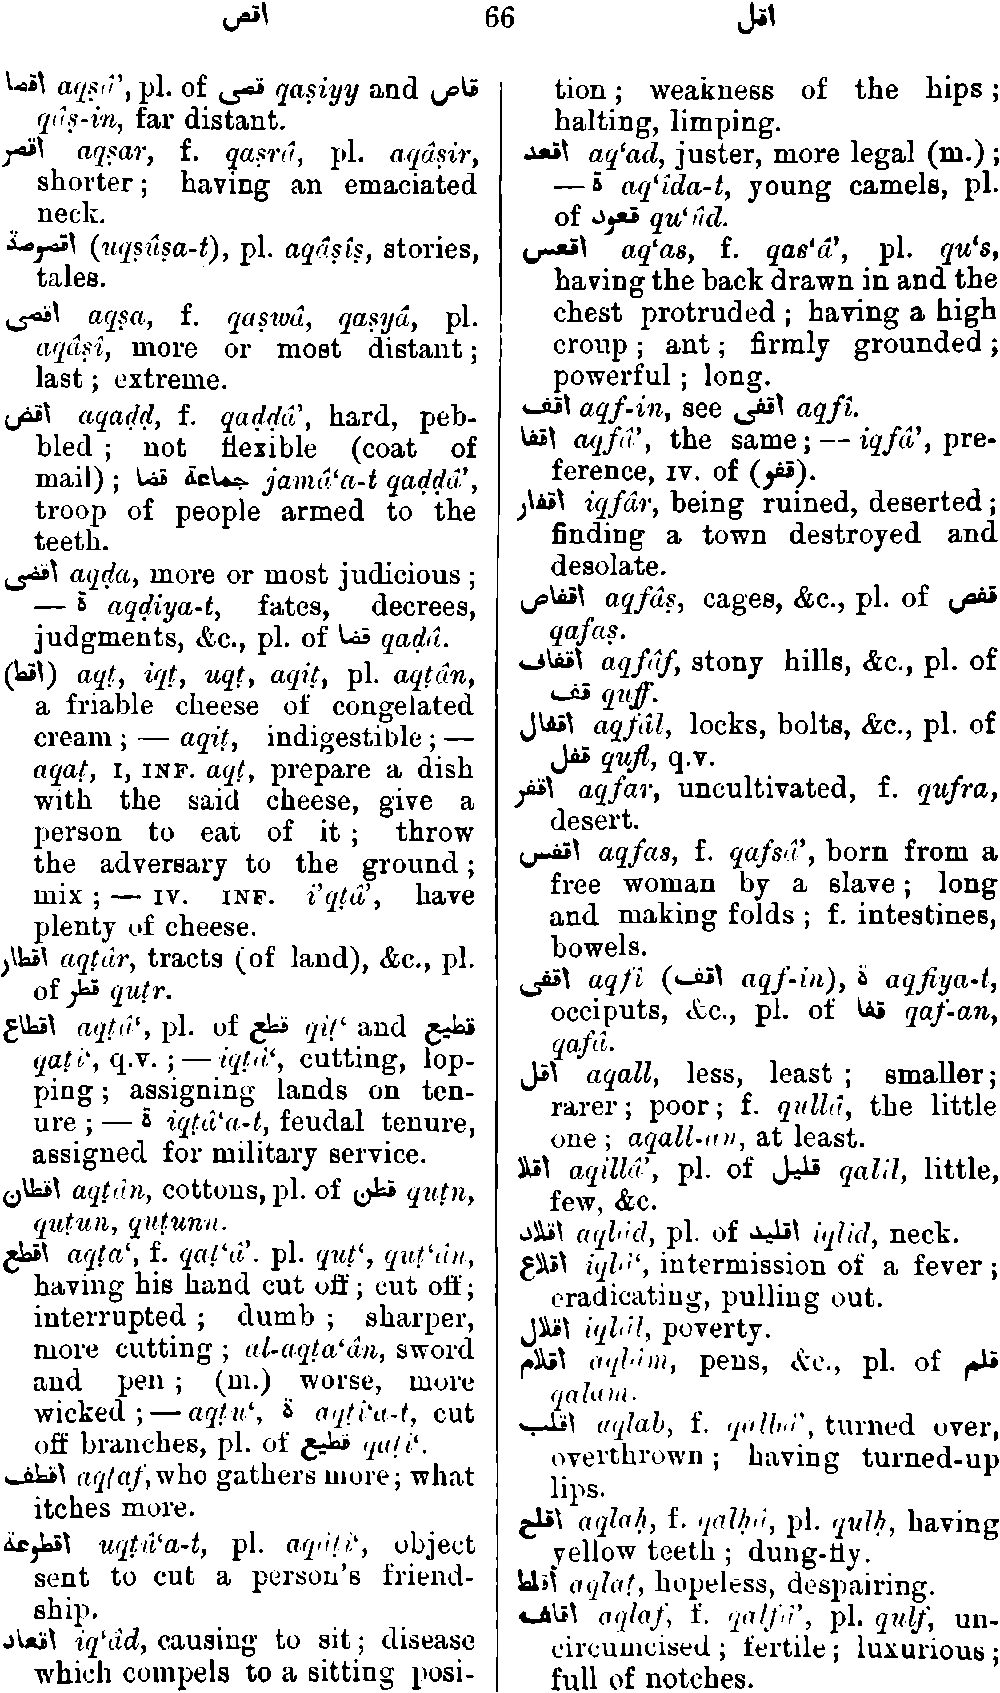 اقص 66 اقل
اقصا aqṣâ’, pl. of قصى qaṣiyy and قاص
qâṣ-in, far distant.
اقصر aqṣar, f. qaṣrâ, pl. aqâṣir,
shorter; having an emaciated
neck.
اقصوصة (uqṣûṣa-t), pl. aqâṣîṣ, stories,
tales.
اقصى aqṣa, f. qaṣwâ, qaṣyâ, pl.
aqâṣî, more or most distant;
last; extreme.
اقض aqaḍḍ, f. qaḍḍâ’, hard, peb-
bled; not flexible (coat of
mail); جماعة قضا jamâ‘a-t qaḍḍâ’,
troop of people armed to the
teeth.
اقضى aqḍa, more or most judicious;
— ة aqḍiya-t, fates, decrees,
judgments, &c., pl. of قضا qaḍâ.
(اقط) aqṭ, iqṭ, uqṭ, aqiṭ, pl. aqṭân,
a friable cheese of congelated
cream; — aqiṭ, indigestible; —
aqaṭ, I, INF. aqṭ, prepare a dish
with the said cheese, give a
person to eat of it; throw
the adversary to the ground;
mix; — IV. INF. i’qṭâ’, have
plenty of cheese.
اقطار aqṭâr, tracts (of land), &c., pl.
of قطر quṭr.
اقطاع aqṭâ‘, pl. of قطع qiṭ‘ and قطيع
qaṭî‘, q.v.; — iqṭâ‘, cutting, lop-
ping; assigning lands on ten-
ure; — ة iqṭâ‘a-t, feudal tenure,
assigned for military service.
اقطان aqṭân, cottons, pl. of قطن quṭn,
quṭun, quṭunn.
اقطع aqṭa‘, f. qaṭ‘â’. pl. quṭ‘, quṭ‘ân,
having his hand cut off; cut off;
interrupted; dumb; sharper,
more cutting; al-aqṭa‘ân, sword
and pen; (m.) worse, more
wicked; — aqṭu‘, ة aqṭi‘a-t, cut
off branches, pl. of قطيع qaṭî‘.
اقطف aqṭaf, who gathers more; what
itches more.
اقطوعة uqṭû‘a-t, pl. aqâṭî‘, object
sent to cut a person's friend-
ship.
اقعاد iq‘âd, causing to sit; disease
which compels to a sitting posi-
tion; weakness of the hips;
halting, limping.
اقعد aq‘ad, juster, more legal (m.);
— ة aq‘ida-t, young camels, pl.
of قعود qu‘ûd.
اقعس aq‘as, f. qas‘â’, pl. qu‘s,
having the back drawn in and the
chest protruded; having a high
croup; ant; firmly grounded;
powerful; long.
اقف aqf-in, see اقفى aqfî.
اقفا aqfâ’, the same; — iqfâ’, pre-
ference, IV. of (قفو).
اقفار iqfâr, being ruined, deserted;
finding a town destroyed and
desolate.
اقفاص aqfâṣ, cages, &c., pl. of قفص
qafaṣ.
اقفاف aqfâf, stony hills, &c., pl. of
قف quff.
اقفال aqfâl, locks, bolts, &c., pl. of
قفل qufl, q.v.
اقفر aqfar, uncultivated, f. qufra,
desert.
اقفس aqfas, f. qafsâ’, born from a
free woman by a slave; long
and making folds; f. intestines,
bowels.
اقفى aqfî (اقف aqf-in), ة aqfiya-t,
occiputs, &c., pl. of قفا qaf-an,
qafâ.
اقل aqall, less, least; smaller;
rarer; poor; f. qullâ, the little
one; aqall-an, at least.
اقلا aqillâ’, pl. of قليل qalîl, little,
few, &c.
اقلاد aqlâd, pl. of اقليد iqlîd, neck.
اقلاع iqlâ‘, intermission of a fever;
eradicating, pulling out.
اقلال iqlâl, poverty.
اقلام aqlâm, pens, &c., pl. of قلم
qalam.
اقلب aqlab, f. qalbâ’, turned over,
overthrown; having turned-up
lips.
اقلح aqlaḥ, f. qalḥâ, pl. qulḥ, having
yellow teeth; dung-fly.
اقلط aqlaṭ, hopeless, despairing.
اقلف aqlaf, f. qalfâ’, pl. qulf, un-
circumcised; fertile; luxurious;
full of notches.